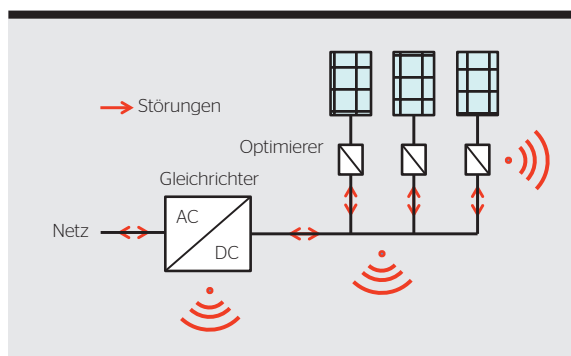 Störungen
Optimierer
Gleichrichter
Netz
AC
DC